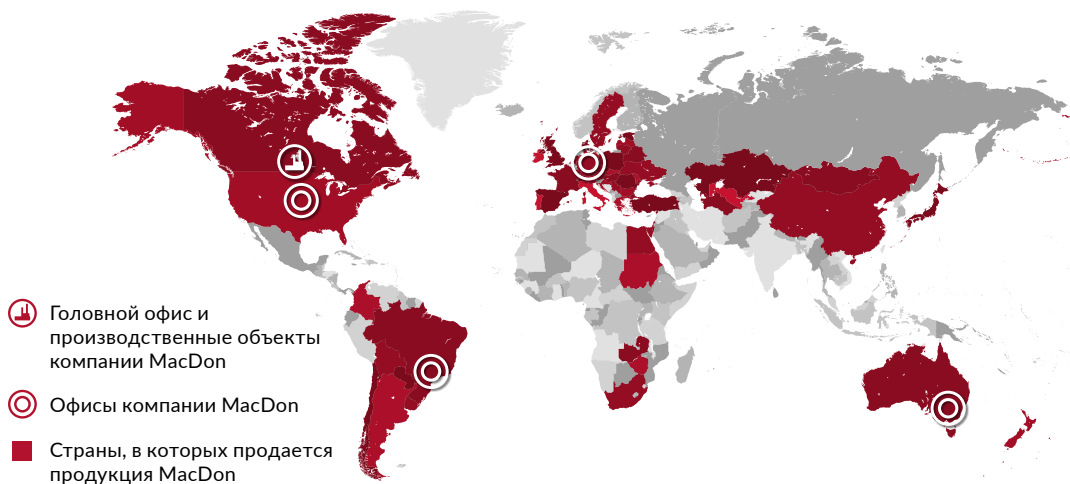 Головной офис и
производственные объекты
компании MacDon
Офисы компании MacDon
Страны, в которых продается
продукция MacDon